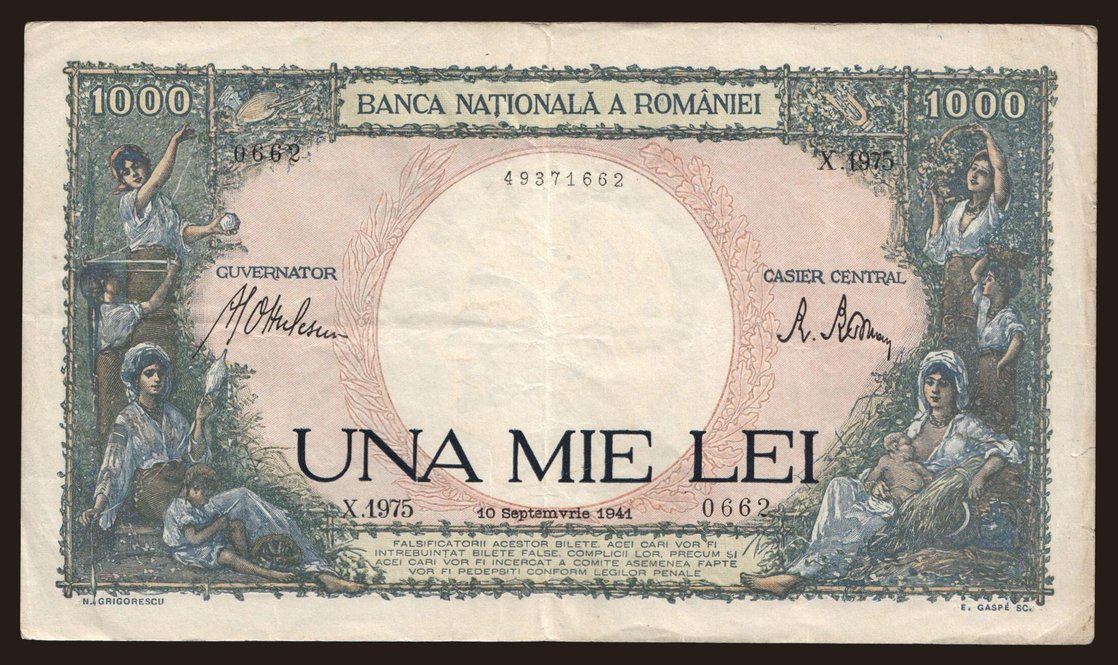 1000 BANCA NAȚIONALĂ A ROMÂNIEI 1000
0662 X.1975
49371662
GUVERNATOR CASIER CENTRAL
UNA MIE LEI
X.1975 10 Septemvrie 1941 0662
FALSIFICATORII ACESTOR BILETE, ACEI CARI VOR FI
INTREBUINȚAT BILETE FALSE, COMPLICII LOR, PRECUM ȘI
ACEI CARI VOR FI INCERCAT A COMITE ASEMENEA FAPTE
VOR FI PEDEPSITI CONFORM LEGILOR PENALE
N. GRIGORESCU E. GASPÉ SC.